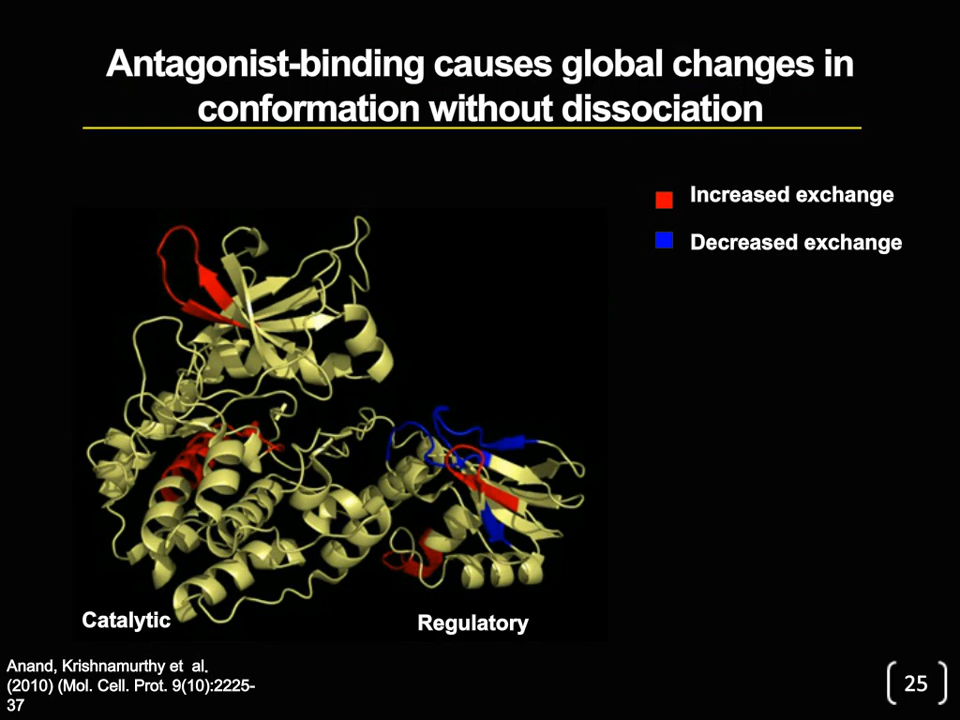 Antagonist-binding causes global changes in
conformation without dissociation
Increased exchange
Decreased exchange
Catalytic
Regulatory
Anand, Krishnamurthy et al.
(2010) (Mol. Cell. Prot. 9(10):2225-
37
25